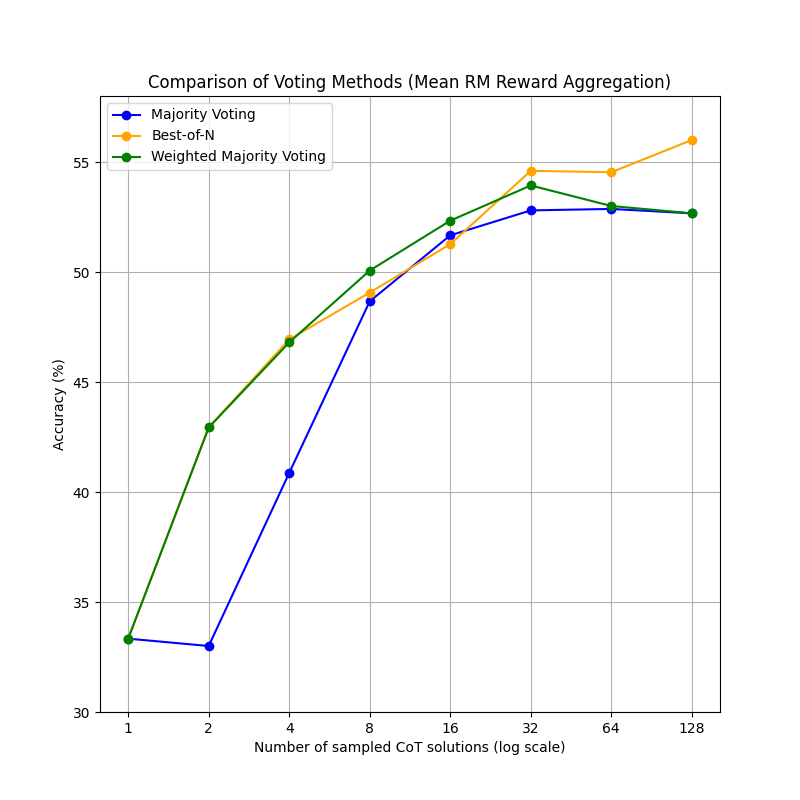 Comparison of Voting Methods (Mean RM Reward Aggregation)
Majority Voting
Best-of-N
Weighted Majority Voting
55
50
45
40
35
30
Accuracy (%)
1 2 4 8 16 32 64 128
Number of sampled CoT solutions (log scale)